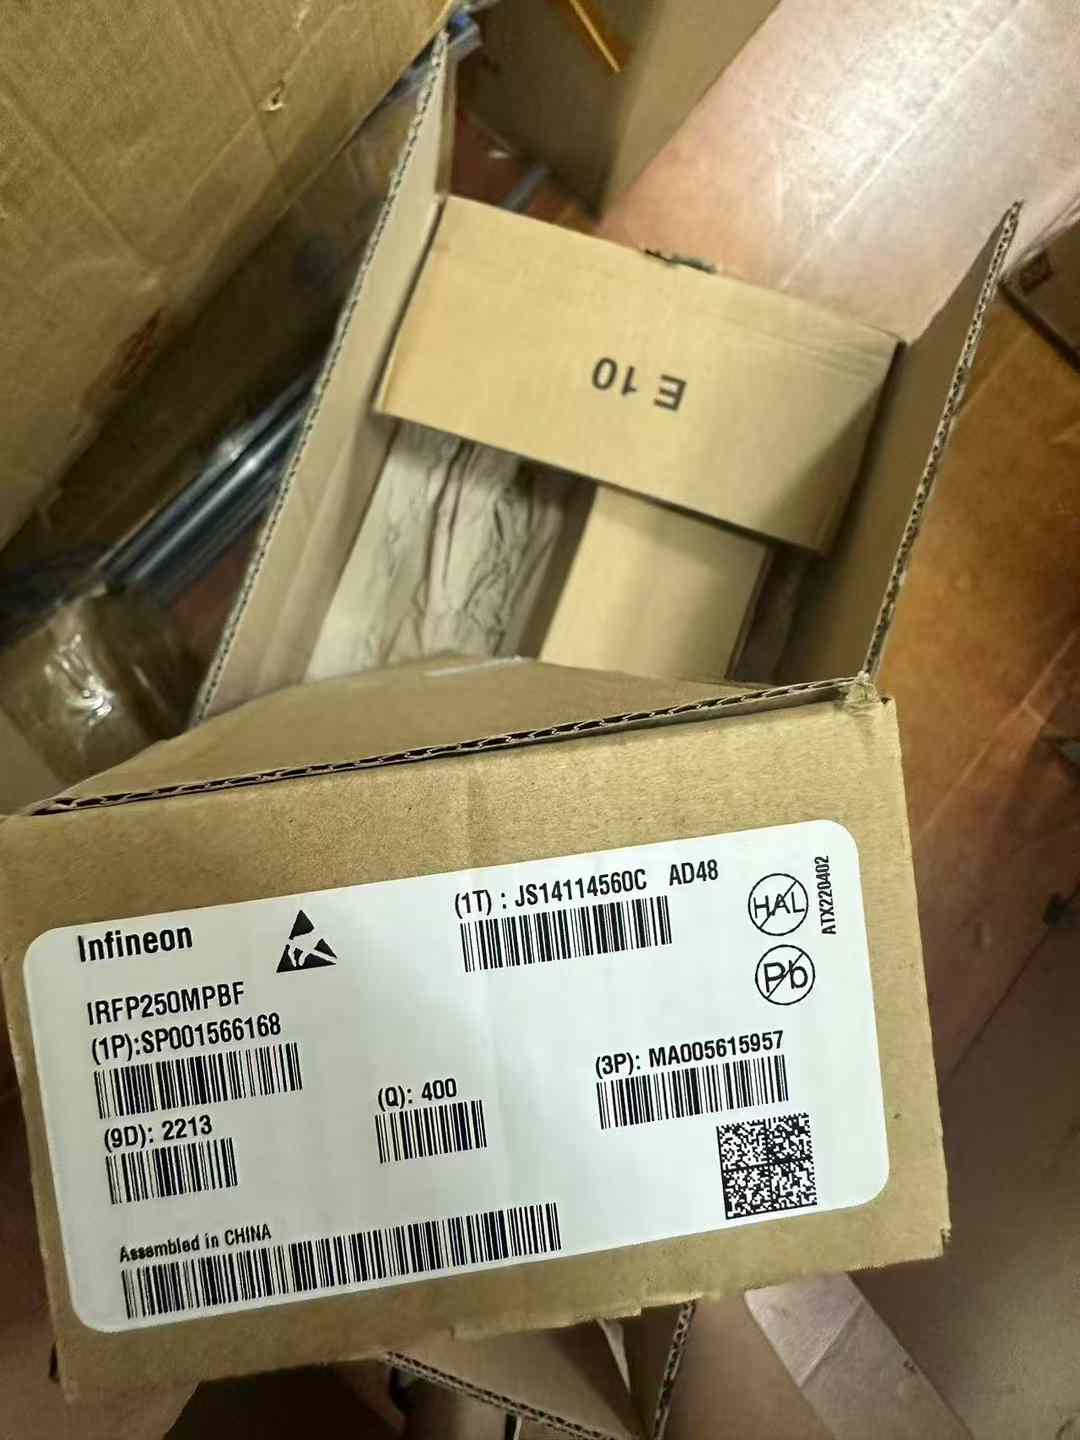 E 10
Infineon
(1T) : JS14114560C AD48
HAL
ATX220402
Pb
IRFP250MPBF
(1P):SP001566168
(Q): 400
(3P): MA005615957
(9D): 2213
Assembled in CHINA